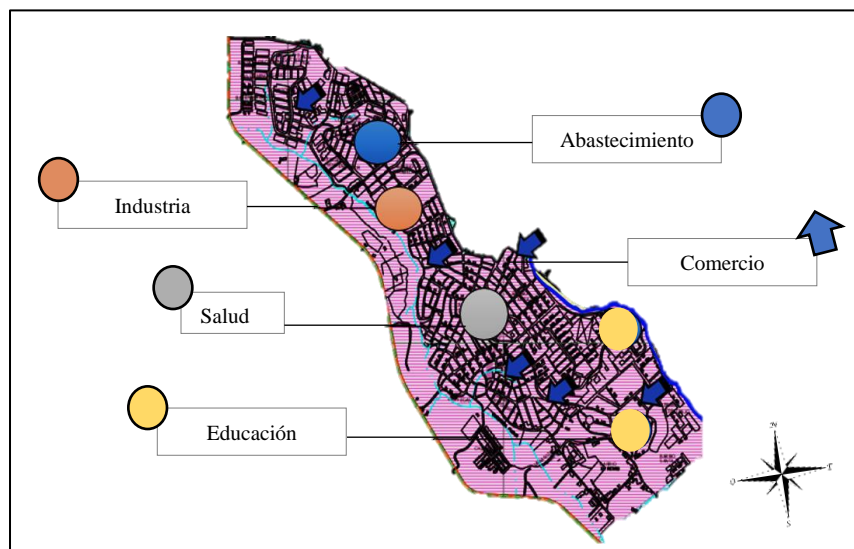 Abastecimiento
Industria
Comercio
Salud
Educación
N
O
S